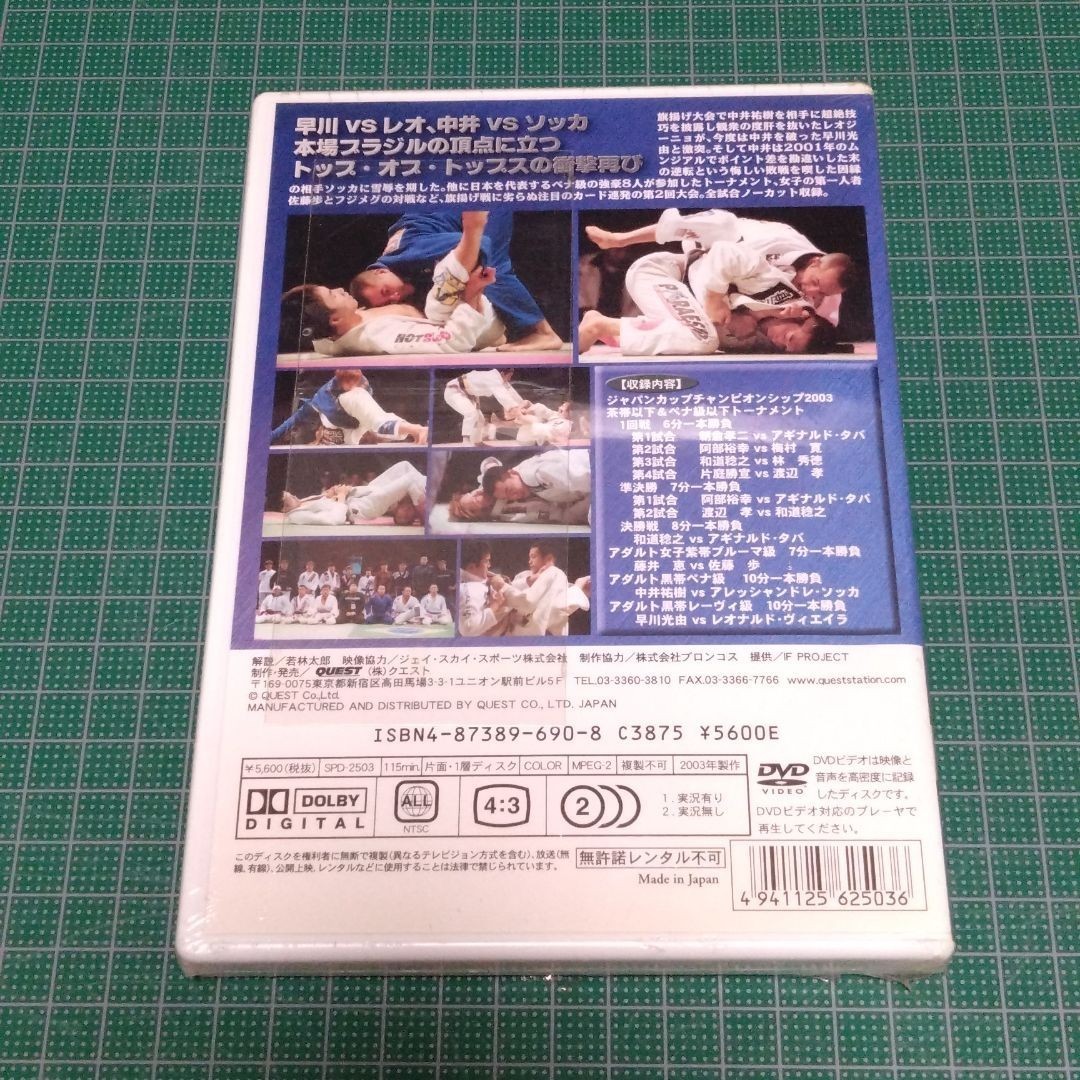 早川 vs レオ、中井 vs ソッカ
本場ブラジルの頂点に立つ
トップ・オブ・トップスの衝撃再び
旗揚げ大会で中井祐樹を相手に超絶技
巧を披露し観衆の度肝を抜いたレオジ
ーニョが、今度は中井を破った早川光
由と激突。そして中井は2001年のム
ンジアルでポイント差を勘違いした末
の逆転という悔しい敗戦を喫した因縁
の相手ソッカに雪辱を期した。他に日本を代表するペナ級の強豪8人が参加したトーナメント、女子の第一人者
佐藤歩とフジメグの対戦など、旗揚げ戦に劣らぬ注目のカード連発の第2回大会。全試合ノーカット収録。
【収録内容】
ジャパンカップチャンピオンシップ2003
茶帯以下&ペナ級以下トーナメント
1回戦 6分一本勝負
第1試合 朝倉孝二 vs アギナルド・タバ
第2試合 阿部裕幸 vs 梅村 寛
第3試合 和道稔之 vs 林 秀徳
第4試合 片庭勝宣 vs 渡辺 孝
準決勝 7分一本勝負
第1試合 阿部裕幸 vs アギナルド・タバ
第2試合 渡辺 孝 vs 和道稔之
決勝戦 8分一本勝負
和道稔之 vs アギナルド・タバ
アダルト女子紫帯プルーマ級 7分一本勝負
藤井 恵 vs 佐藤 歩
アダルト黒帯ペナ級 10分一本勝負
中井祐樹 vs アレッシャンドレ・ソッカ
アダルト黒帯レーヴィ級 10分一本勝負
早川光由 vs レオナルド・ヴィエイラ
解説/若林太郎 映像協力/ジェイ・スカイ・スポーツ株式会社 制作協力/株式会社ブロンコス 提供/IF PROJECT
制作・発売/ QUEST (株)クエスト
〒169-0075東京都新宿区高田馬場3-3-1ユニオン駅前ビル5F TEL.03-3360-3810 FAX.03-3366-7766 www.queststation.com
© QUEST Co.,Ltd.
MANUFACTURED AND DISTRIBUTED BY QUEST CO., LTD. JAPAN
ISBN4-87389-690-8 C3875 ¥5600E
¥5,600(税抜) SPD-2503 115min. 片面・1層ディスク COLOR MPEG-2 複製不可 2003年製作
DOLBY
DIGITAL
ALL
NTSC
4:3
2
1. 実況有り
2. 実況無し
DVD
VIDEO
DVDビデオは映像と
音声を高密度に記録
したディスクです。
DVDビデオ対応のプレーヤで
再生してください。
このディスクを権利者に無断で複製(異なるテレビジョン方式を含む)、放送(無
線、有線)、公開上映、レンタルなどに使用することは法律で禁じられています。
無許諾レンタル不可
Made in Japan
4 941125 625036